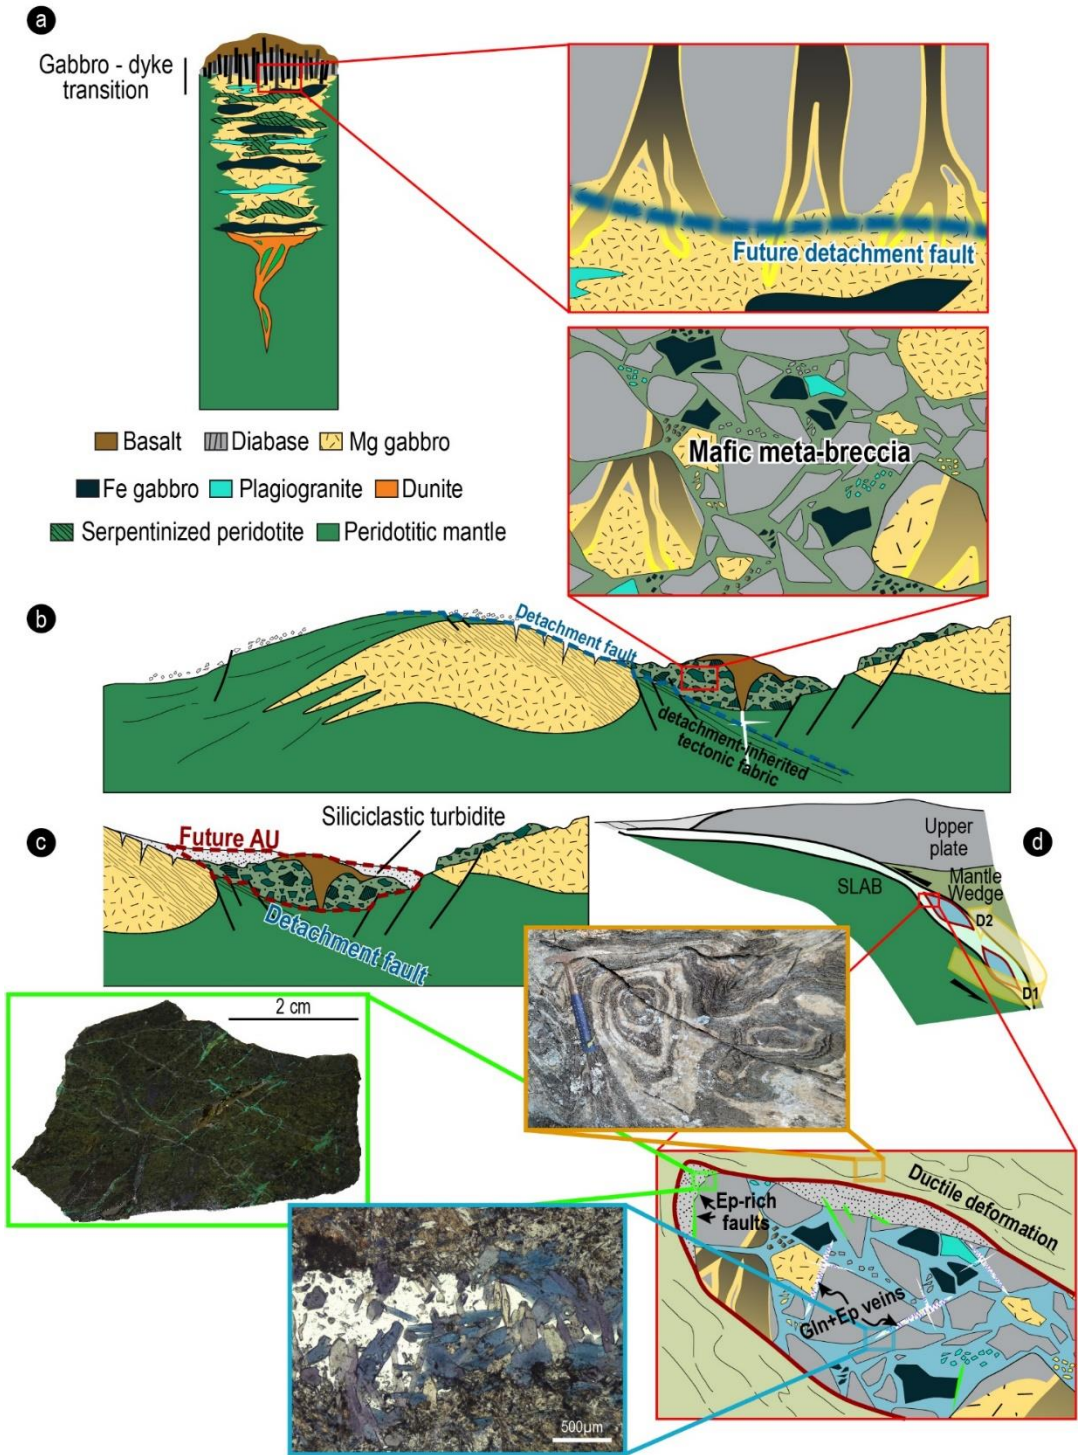 a
Gabbro - dyke
transition
Future detachment fault
Mafic meta-breccia
Basalt
Diabase
Mg gabbro
Fe gabbro
Plagiogranite
Dunite
Serpentinized peridotite
Peridotitic mantle
b
Detachment fault
detachment-inherited
tectonic fabric
c
Future AU
Siliciclastic turbidite
Detachment fault
d
Upper
plate
SLAB
Mantle
Wedge
D2
D1
2 cm
Ep-rich
faults
Ductile deformation
Gln+Ep veins
500µm